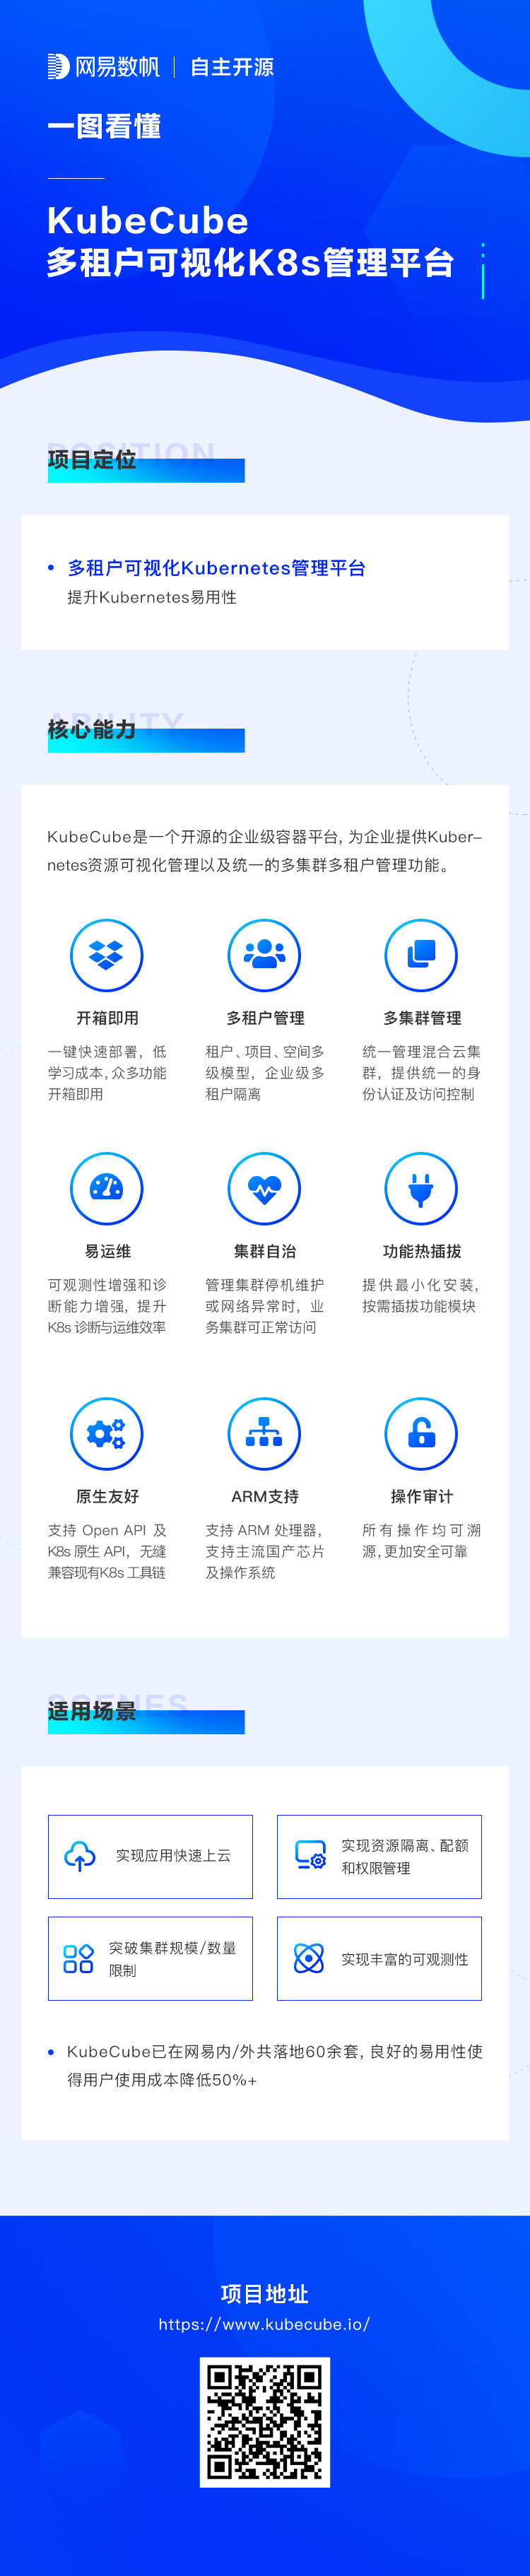 网易数帆 | 自主开源
一图看懂
KubeCube
多租户可视化K8s管理平台
POSITION
项目定位
• 多租户可视化Kubernetes管理平台
提升Kubernetes易用性
ABILITY
核心能力
KubeCube是一个开源的企业级容器平台, 为企业提供Kuber-
netes资源可视化管理以及统一的多集群多租户管理功能。
开箱即用
一键快速部署, 低
学习成本, 众多功能
开箱即用
多租户管理
租户、项目、空间多
级模型, 企业级多
租户隔离
多集群管理
统一管理混合云集
群, 提供统一的身
份认证及访问控制
易运维
可观测性增强和诊
断能力增强, 提升
K8s 诊断与运维效率
集群自治
管理集群停机维护
或网络异常时, 业
务集群可正常访问
功能热插拔
提供最小化安装,
按需插拔功能模块
原生友好
支持 Open API 及
K8s 原生 API, 无缝
兼容现有K8s 工具链
ARM支持
支持 ARM 处理器,
支持主流国产芯片
及操作系统
操作审计
所有操作均可溯
源, 更加安全可靠
SCENES
适用场景
实现应用快速上云
实现资源隔离、配额
和权限管理
突破集群规模/数量
限制
实现丰富的可观测性
• KubeCube已在网易内/外共落地60余套, 良好的易用性使
得用户使用成本降低50%+
项目地址
https://www.kubecube.io/